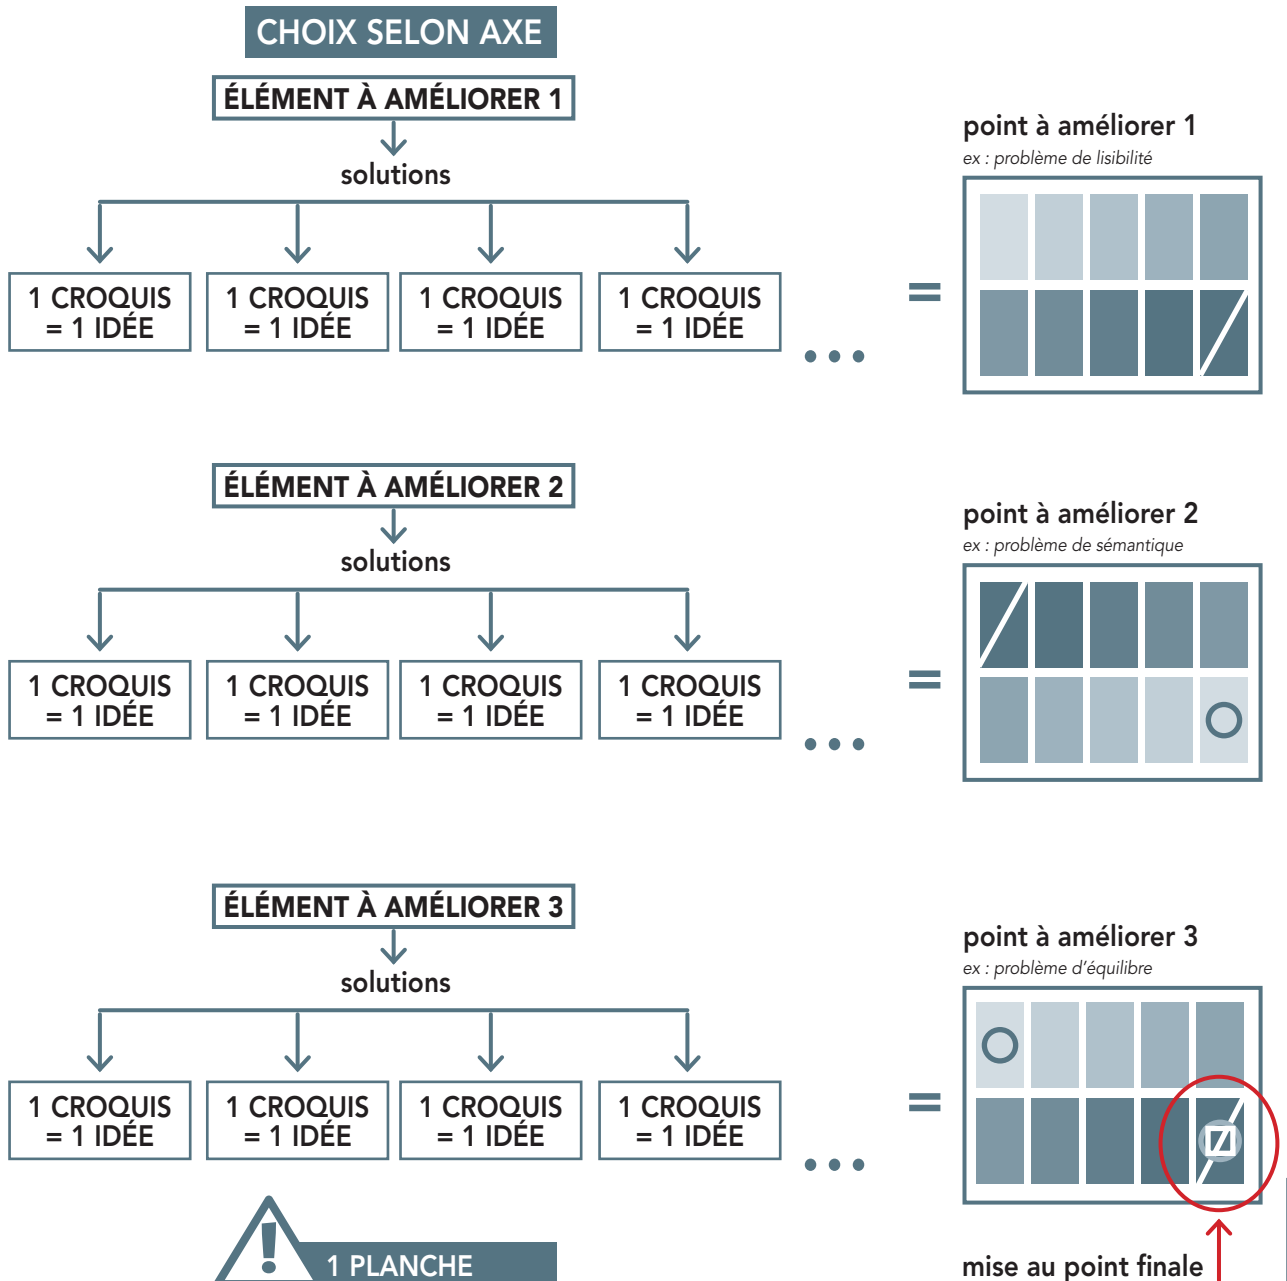 CHOIX SELON AXE
ÉLÉMENT À AMÉLIORER 1
solutions
1 CROQUIS
= 1 IDÉE
1 CROQUIS
= 1 IDÉE
1 CROQUIS
= 1 IDÉE
1 CROQUIS
= 1 IDÉE
...
=
point à améliorer 1
ex : problème de lisibilité
ÉLÉMENT À AMÉLIORER 2
solutions
1 CROQUIS
= 1 IDÉE
1 CROQUIS
= 1 IDÉE
1 CROQUIS
= 1 IDÉE
1 CROQUIS
= 1 IDÉE
...
=
point à améliorer 2
ex : problème de sémantique
ÉLÉMENT À AMÉLIORER 3
solutions
1 CROQUIS
= 1 IDÉE
1 CROQUIS
= 1 IDÉE
1 CROQUIS
= 1 IDÉE
1 CROQUIS
= 1 IDÉE
...
=
point à améliorer 3
ex : problème d'équilibre
!
1 PLANCHE
mise au point finale